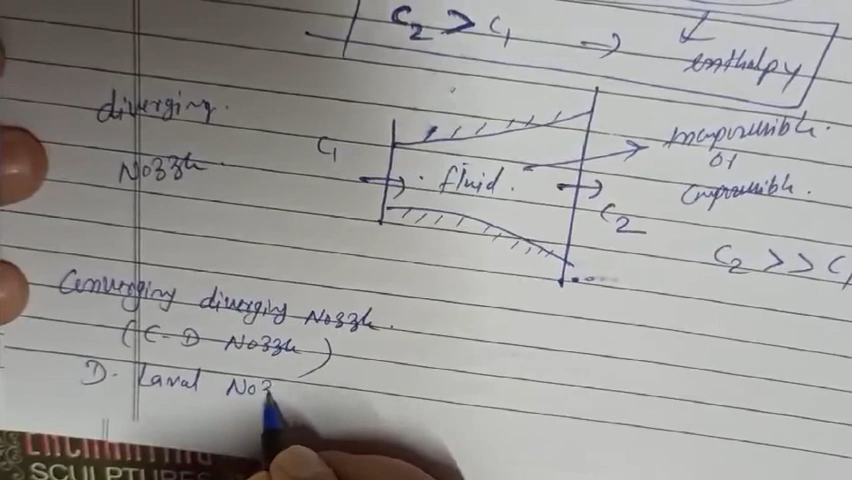 C2 > C1
enthalpy
diverging.
Nozzle.
C1
fluid.
C2
Incompressible.
or
Compressible.
C2 >> C1
Converging diverging Nozzle.
(C-D Nozzle)
D. Laval Noz
SCULPTURES